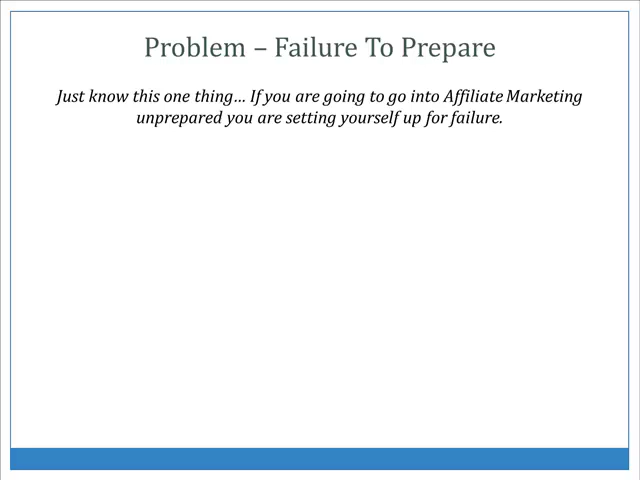 Problem – Failure To Prepare
Just know this one thing… If you are going to go into Affiliate Marketing
unprepared you are setting yourself up for failure.